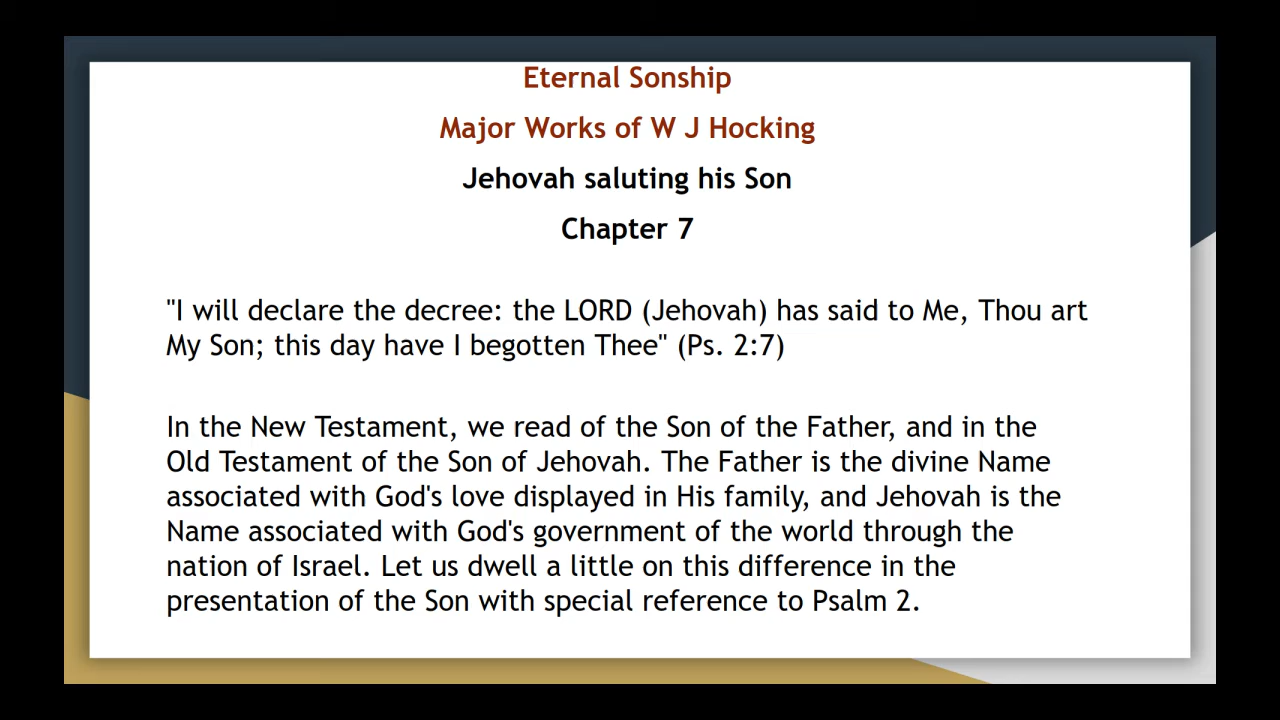 Eternal Sonship
Major Works of W J Hocking
Jehovah saluting his Son
Chapter 7
"I will declare the decree: the LORD (Jehovah) has said to Me, Thou art
My Son; this day have I begotten Thee" (Ps. 2:7)
In the New Testament, we read of the Son of the Father, and in the
Old Testament of the Son of Jehovah. The Father is the divine Name
associated with God's love displayed in His family, and Jehovah is the
Name associated with God's government of the world through the
nation of Israel. Let us dwell a little on this difference in the
presentation of the Son with special reference to Psalm 2.